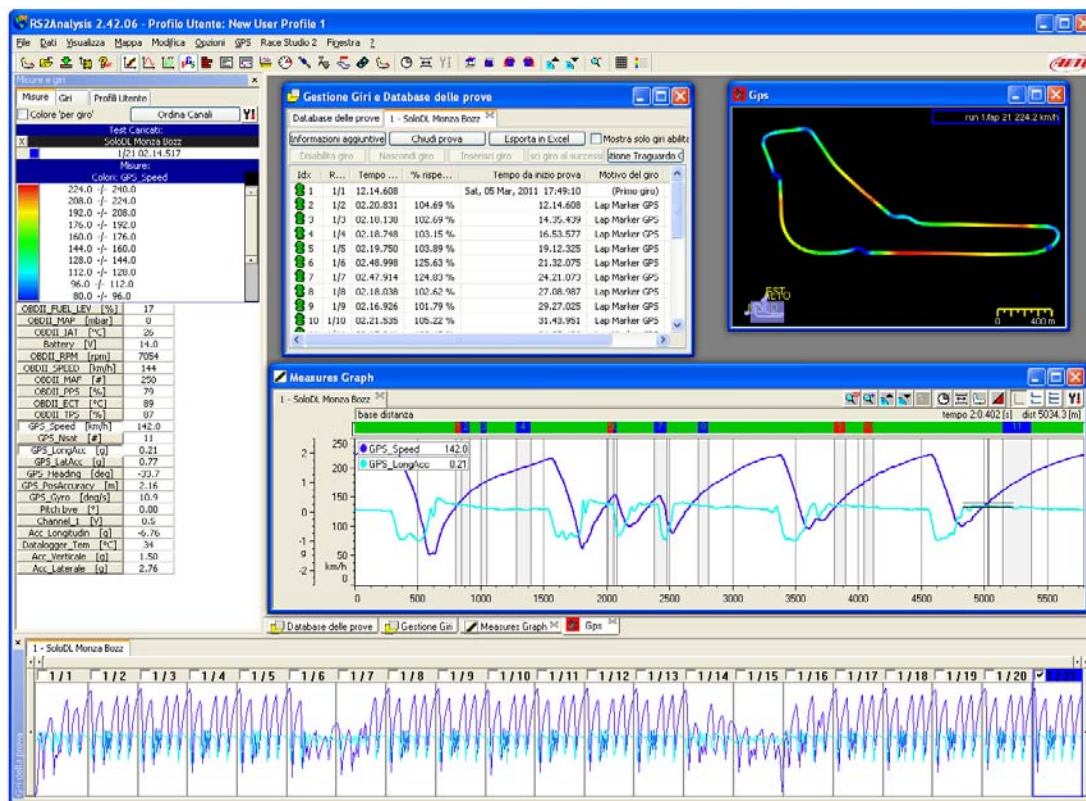 RS2Analysis 2.42.06 - Profilo Utente: New User Profile 1
File Dati Visualizza Mappa Modifica Opzioni GPS Race Studio 2 Finestra ?
Misure e giri
Misure Giri Profili Utente
Colore 'per giro' Ordina Canali
Test Caricati:
X SoloDL Monza Bozz
1/21 02.14.517
Misure:
Colori: GPS_Speed
224.0 -/- 240.0
208.0 -/- 224.0
192.0 -/- 208.0
176.0 -/- 192.0
160.0 -/- 176.0
144.0 -/- 160.0
128.0 -/- 144.0
112.0 -/- 128.0
96.0 -/- 112.0
80.0 -/- 96.0
OBDII_FUEL_LEV [%] 17
OBDII_MAP [mbar] 0
OBDII_IAT [°C] 26
Battery [V] 14.0
OBDII_RPM [rpm] 7054
OBDII_SPEED [km/h] 144
OBDII_MAF [#] 250
OBDII_PPS [%] 79
OBDII_ECT [°C] 89
OBDII_TPS [%] 87
GPS_Speed [km/h] 142.0
GPS_Nsat [#] 11
GPS_LongAcc [g] 0.21
GPS_LatAcc [g] 0.77
GPS_Heading [deg] -33.7
GPS_PosAccuracy [m] 2.16
GPS_Gyro [deg/s] 10.9
Pitch bye [°] 0.00
Channel_1 [V] 0.5
Acc_Longitudin [g] -6.76
Datalogger_Tem [°C] 34
Acc_Verticale [g] 1.50
Acc_Laterale [g] 2.76
Gestione Giri e Database delle prove
Database delle prove 1 - SoloDL Monza Bozz
Informazioni aggiuntive Chiudi prova Esporta in Excel Mostra solo giri abilita
Disabilita giro Nascondi giro Inserisci giro sci giro al successi
Idx R... Tempo ... % rispe... Tempo da inizio prova Motivo del giro
1 1/1 12.14.608 Sat, 05 Mar, 2011 17:49:10 (Primo giro)
2 1/2 02.20.831 104.69 % 12.14.608 Lap Marker GPS
3 1/3 02.18.138 102.69 % 14.35.439 Lap Marker GPS
4 1/4 02.18.748 103.15 % 16.53.577 Lap Marker GPS
5 1/5 02.19.750 103.89 % 19.12.325 Lap Marker GPS
6 1/6 02.48.998 125.63 % 21.32.075 Lap Marker GPS
7 1/7 02.47.914 124.83 % 24.21.073 Lap Marker GPS
8 1/8 02.18.038 102.62 % 27.08.987 Lap Marker GPS
9 1/9 02.16.926 101.79 % 29.27.025 Lap Marker GPS
10 1/10 02.21.535 105.22 % 31.43.951 Lap Marker GPS
Gps
run 1/lap 21 224.2 km/h
400 m
Measures Graph
1 - SoloDL Monza Bozz
base distanza tempo 2:0.402 [s] dist 5034.3 [m]
GPS_Speed 142.0
GPS_LongAcc 0.21
2 250
200
1 150
0
100
-1
g 50
-2 km/h
0
0 500 1000 1500 2000 2500 3000 3500 4000 4500 5000 5500
Database delle prove Gestione Giri Measures Graph Gps
1 - SoloDL Monza Bozz
1 / 1 1 / 2 1 / 3 1 / 4 1 / 5 1 / 6 1 / 7 1 / 8 1 / 9 1 / 10 1 / 11 1 / 12 1 / 13 1 / 14 1 / 15 1 / 16 1 / 17 1 / 18 1 / 19 1 / 20
Giri della prova